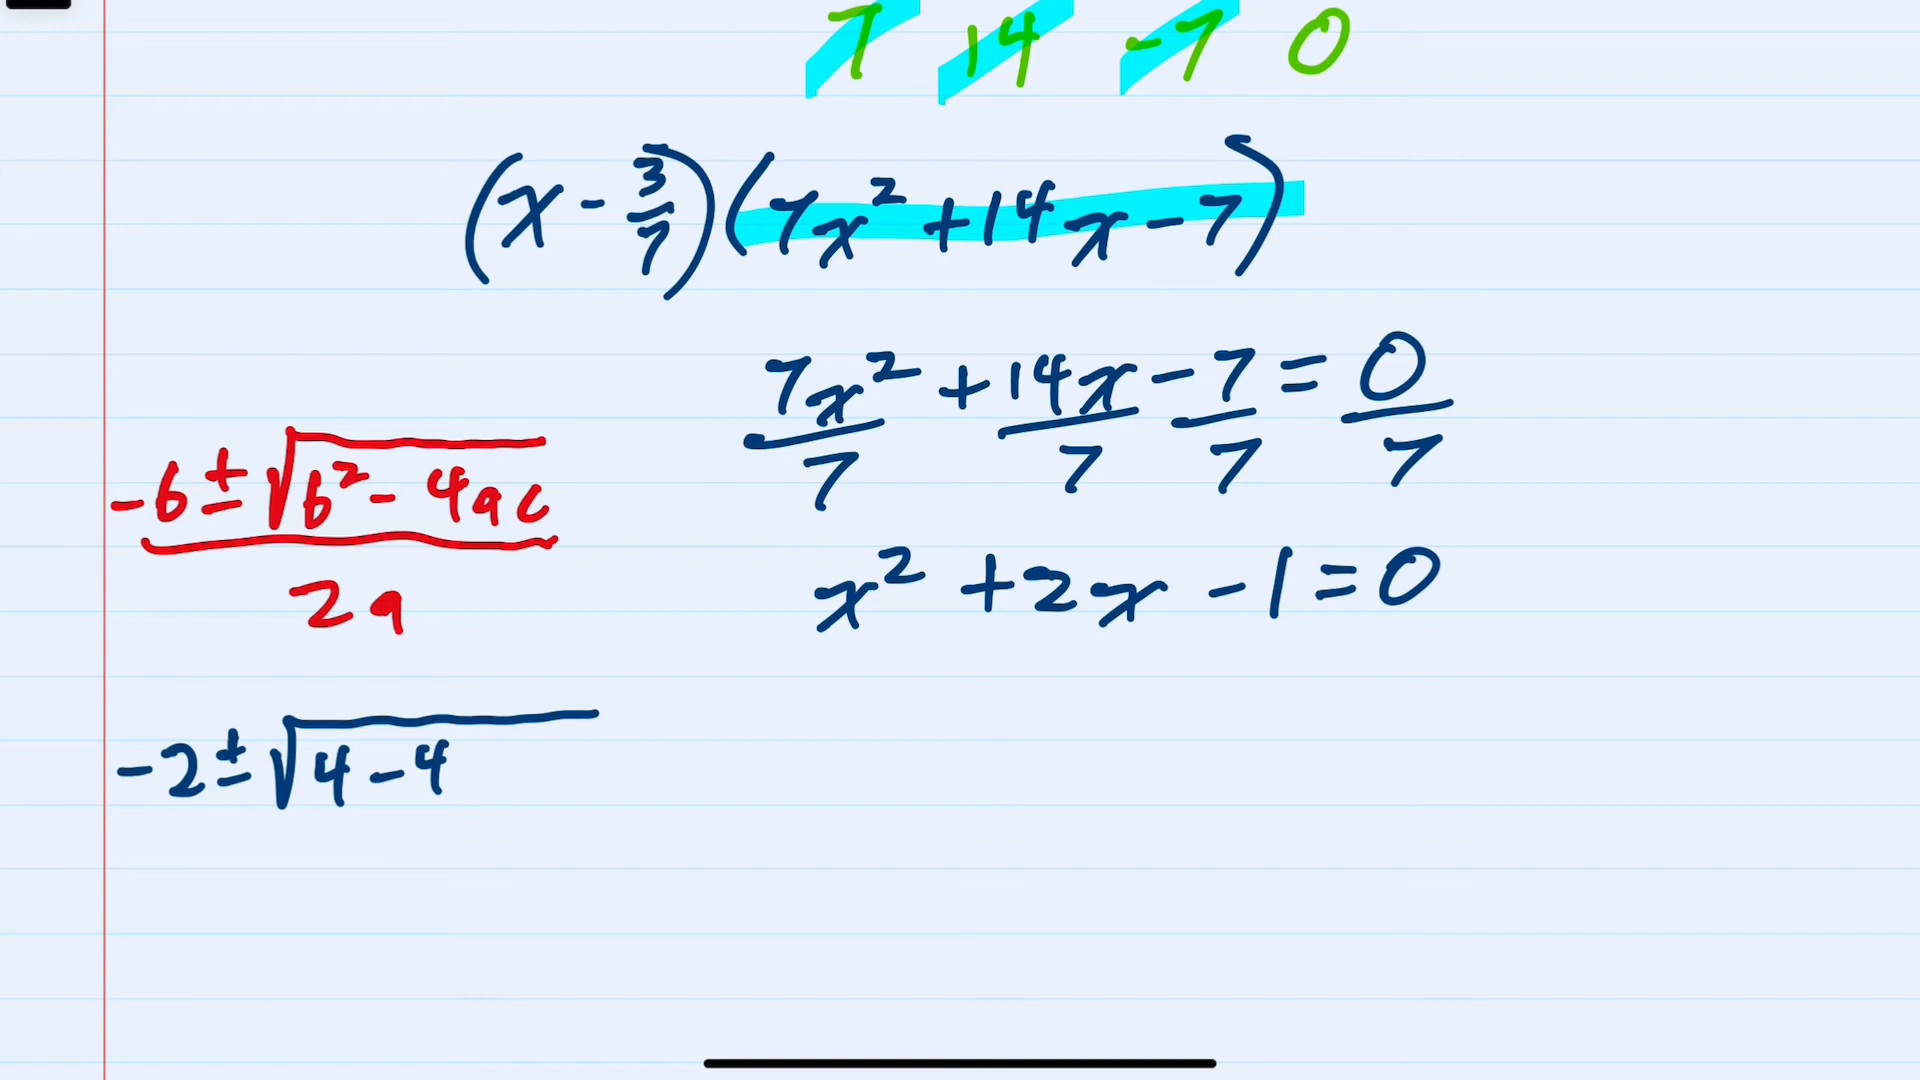 7 14 -7 0
(x - 3/7)(7x² + 14x - 7)
7x²/7 + 14x/7 - 7/7 = 0/7
-b ± √(b² - 4ac) / 2a
x² + 2x - 1 = 0
-2 ± √(4 - 4